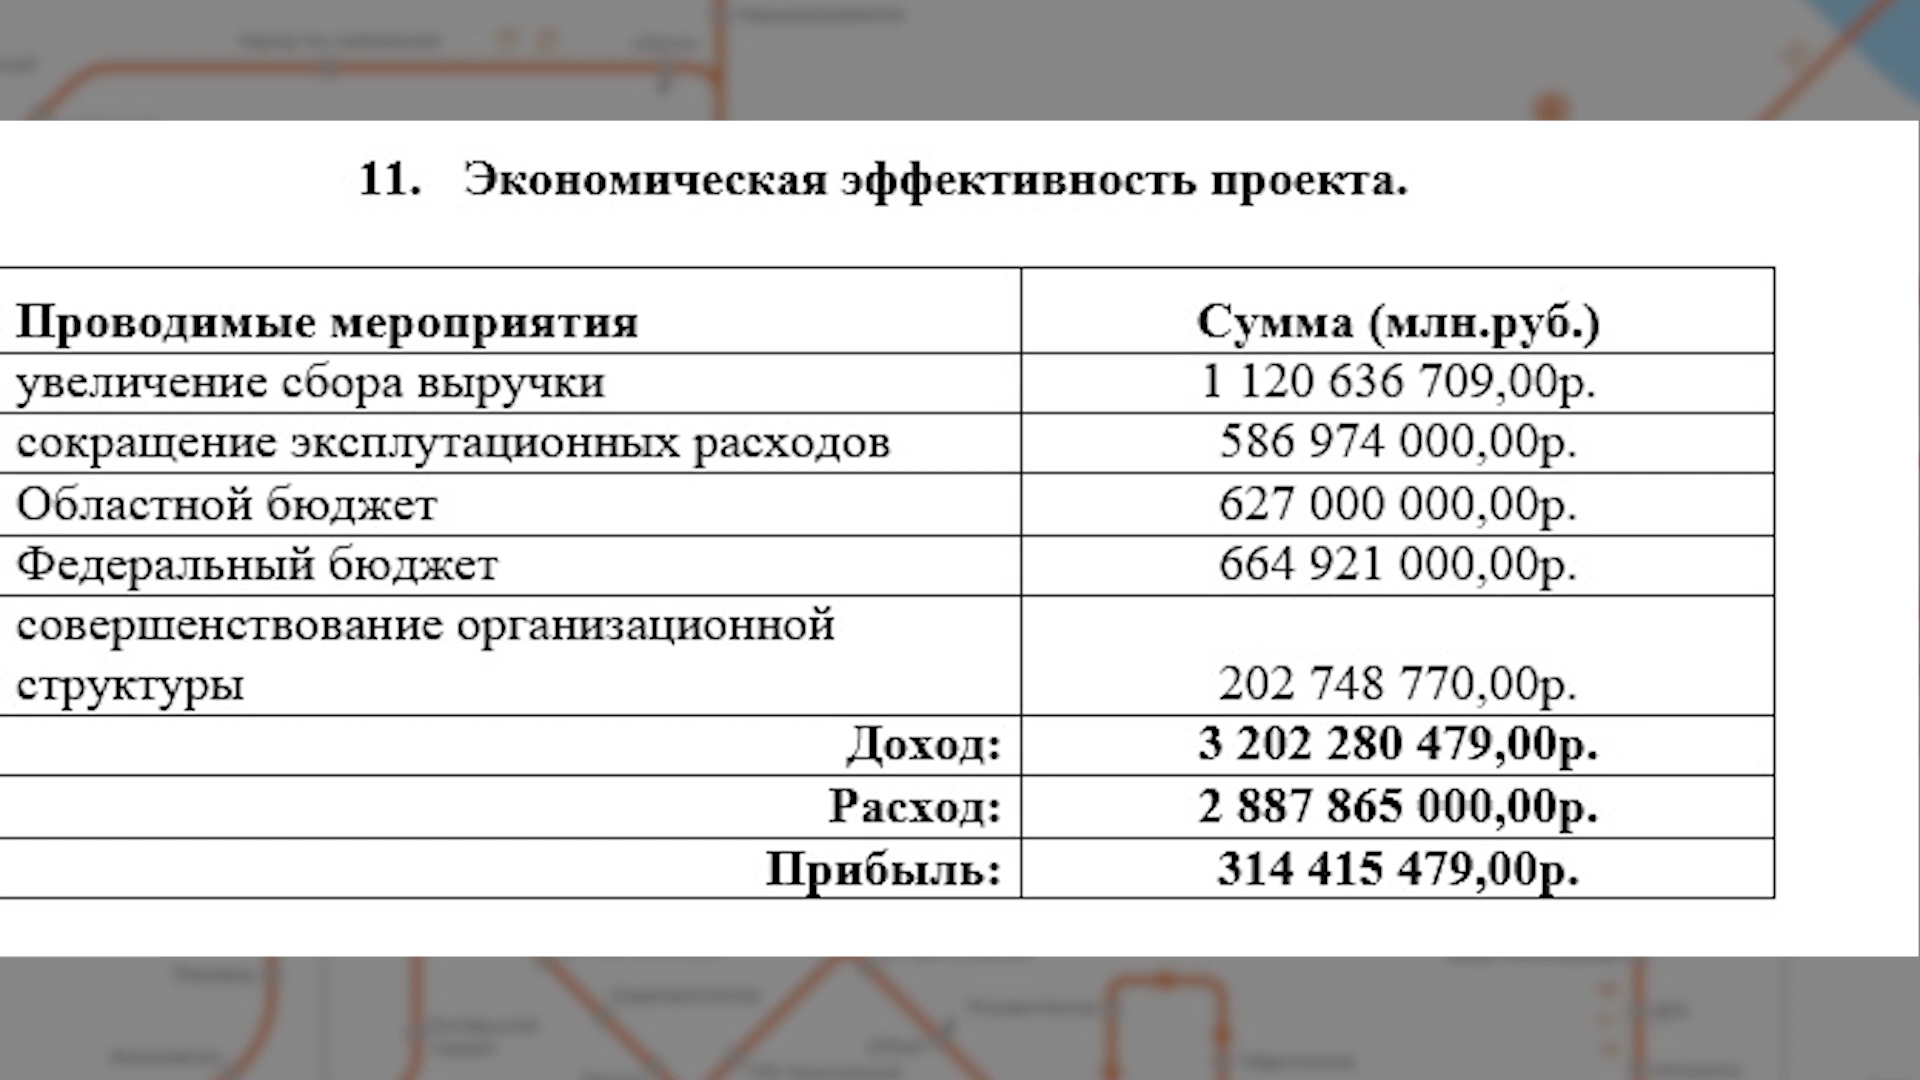 11. Экономическая эффективность проекта.
Проводимые мероприятия Сумма (млн.руб.)
увеличение сбора выручки 1 120 636 709,00р.
сокращение эксплутационных расходов 586 974 000,00р.
Областной бюджет 627 000 000,00р.
Федеральный бюджет 664 921 000,00р.
совершенствование организационной
структуры 202 748 770,00р.
Доход: 3 202 280 479,00р.
Расход: 2 887 865 000,00р.
Прибыль: 314 415 479,00р.